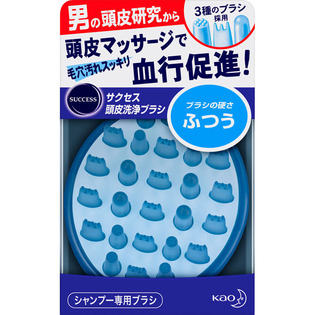 男の頭皮研究から
3種のブラシ
採用
頭皮マッサージで
毛穴汚れスッキリ
血行促進!
SUCCESS
サクセス
頭皮洗浄ブラシ
ブラシの硬さ
ふつう
シャンプー専用ブラシ
Kao